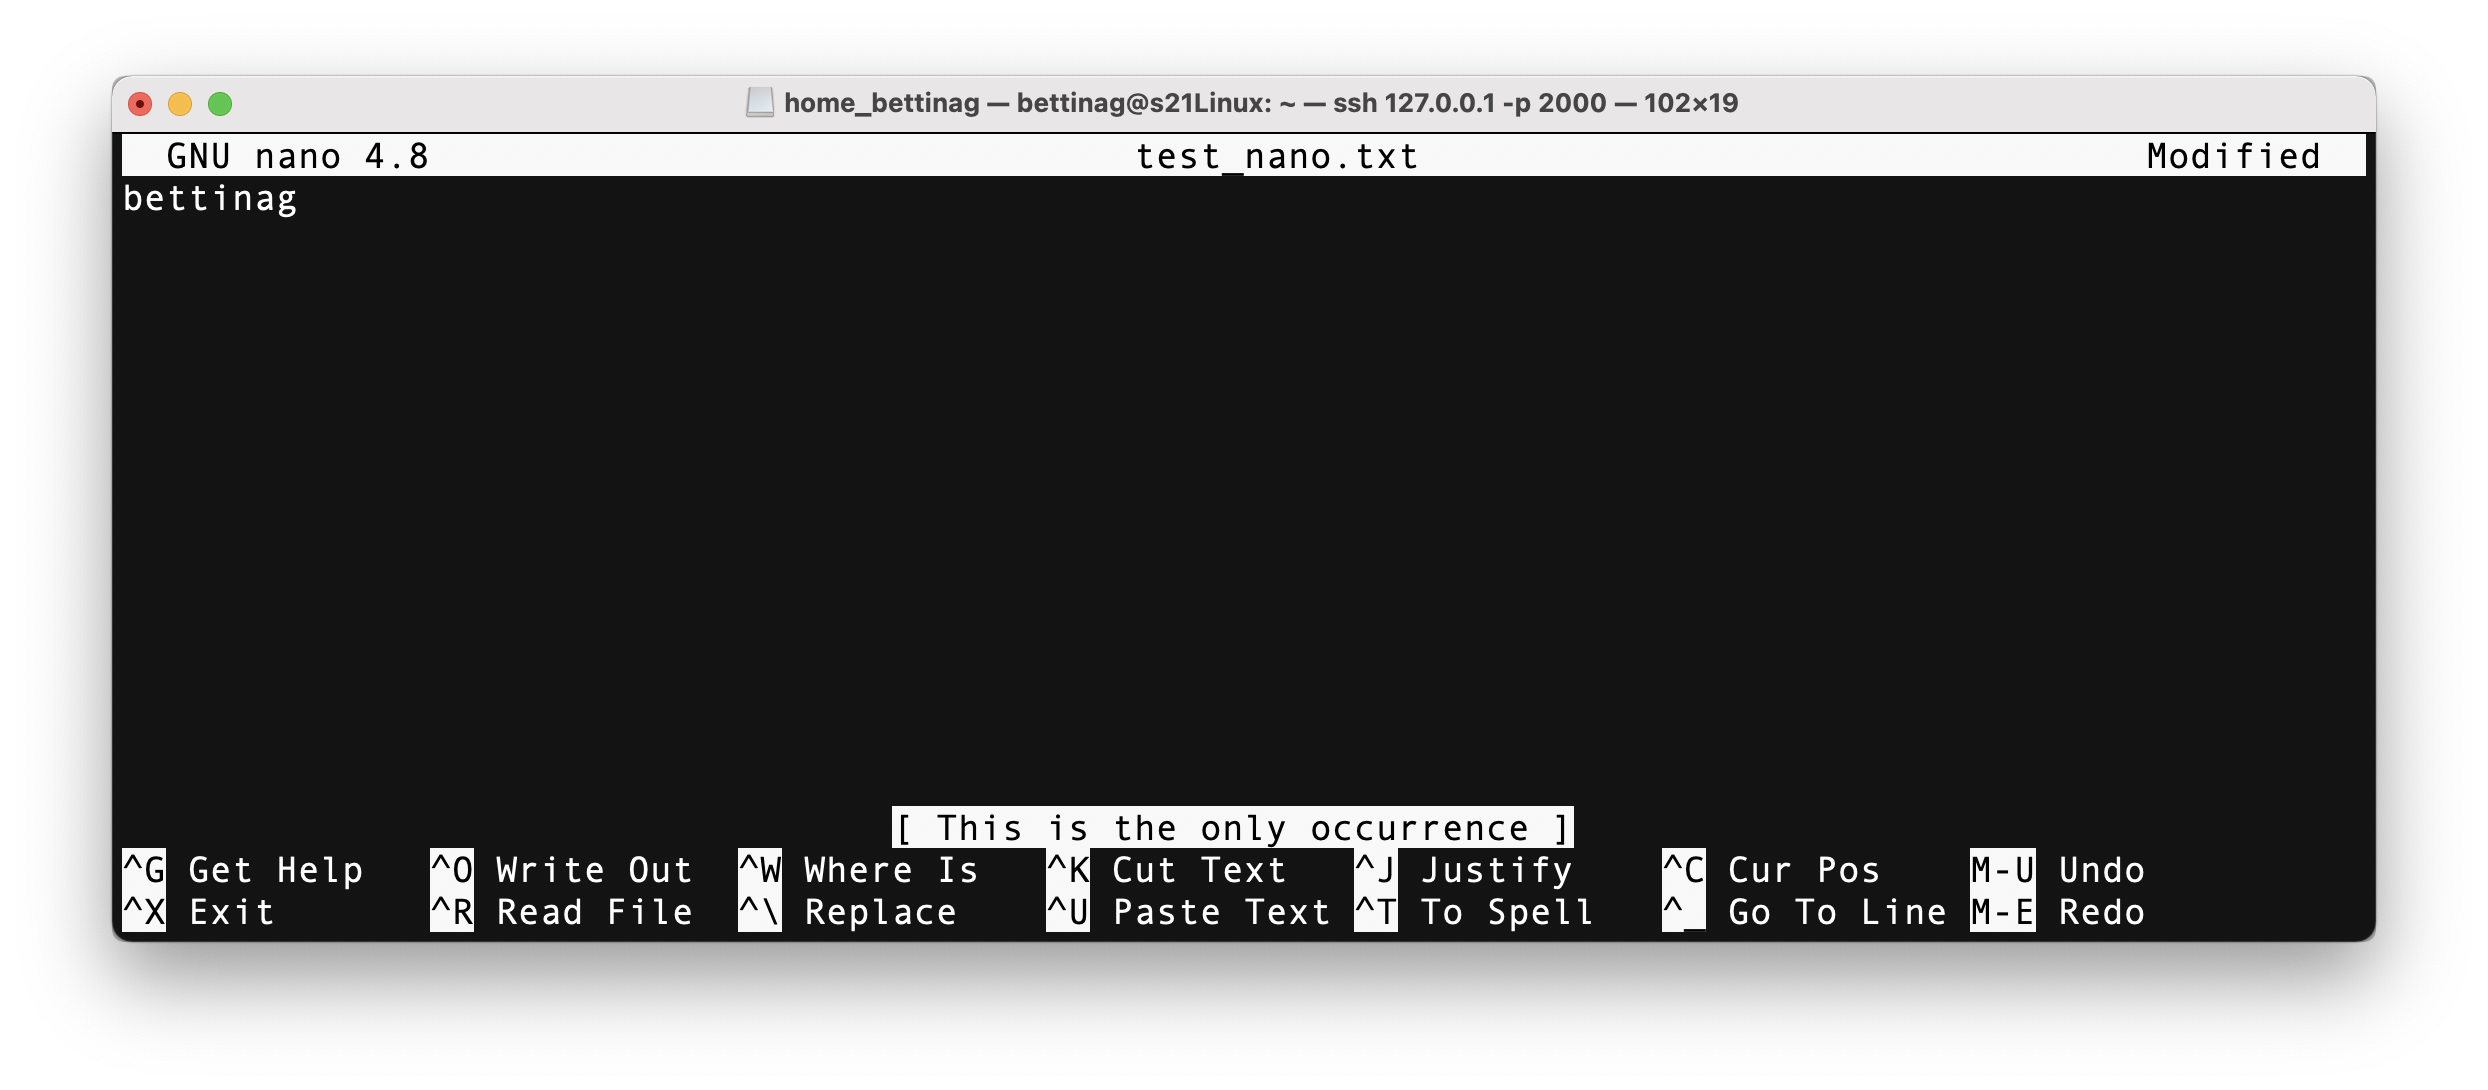 home_bettinag — bettinag@s21Linux: ~ — ssh 127.0.0.1 -p 2000 — 102×19
GNU nano 4.8 test_nano.txt Modified
bettinag
[ This is the only occurrence ]
^G Get Help ^O Write Out ^W Where Is ^K Cut Text ^J Justify ^C Cur Pos M-U Undo
^X Exit ^R Read File ^\ Replace ^U Paste Text ^T To Spell ^_ Go To Line M-E Redo